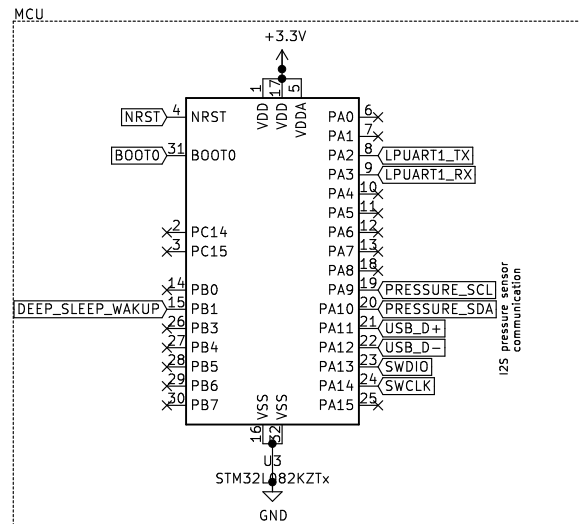 MCU
+3.3V
1 17 5
VDD VDD VDDA
NRST 4 NRST
BOOT0 31 BOOT0
2 PC14
3 PC15
14 PB0
DEEP_SLEEP_WAKUP 15 PB1
26 PB3
27 PB4
28 PB5
29 PB6
30 PB7
PA0 6
PA1 7
PA2 8 LPUART1_TX
PA3 9 LPUART1_RX
PA4 10
PA5 11
PA6 12
PA7 13
PA8 18
PA9 19 PRESSURE_SCL
PA10 20 PRESSURE_SDA
PA11 21 USB_D+
PA12 22 USB_D-
PA13 23 SWDIO
PA14 24 SWCLK
PA15 25
I2S pressure sensor
communication
VSS VSS
16 32
U3
STM32L082KZTx
GND